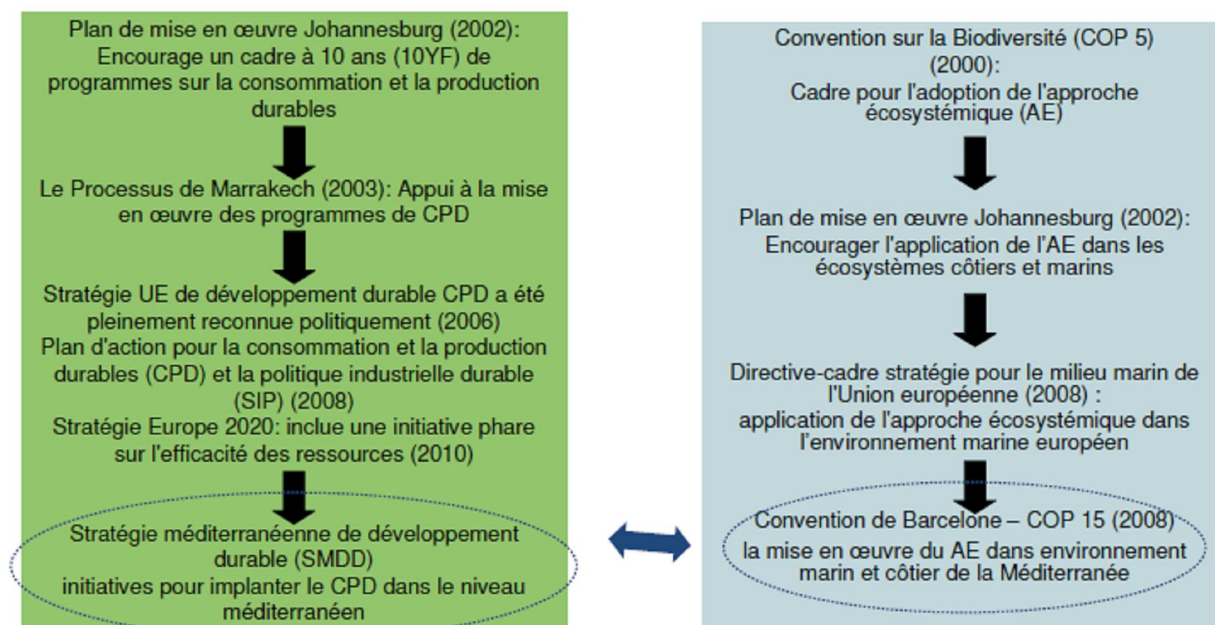 Plan de mise en œuvre Johannesburg (2002):
Encourage un cadre à 10 ans (10YF) de
programmes sur la consommation et la production
durables
Le Processus de Marrakech (2003): Appui à la mise
en œuvre des programmes de CPD
Stratégie UE de développement durable CPD a été
pleinement reconnue politiquement (2006)
Plan d'action pour la consommation et la production
durables (CPD) et la politique industrielle durable
(SIP) (2008)
Stratégie Europe 2020: inclue une initiative phare
sur l'efficacité des ressources (2010)
Stratégie méditerranéenne de développement
durable (SMDD)
initiatives pour implanter le CPD dans le niveau
méditerranéen
Convention sur la Biodiversité (COP 5)
(2000):
Cadre pour l'adoption de l'approche
écosystémique (AE)
Plan de mise en œuvre Johannesburg (2002):
Encourager l'application de l'AE dans les
écosystèmes côtiers et marins
Directive-cadre stratégie pour le milieu marin de
l'Union européenne (2008) :
application de l'approche écosystémique dans
l'environnement marine européen
Convention de Barcelone – COP 15 (2008)
la mise en œuvre du AE dans environnement
marin et côtier de la Méditerranée